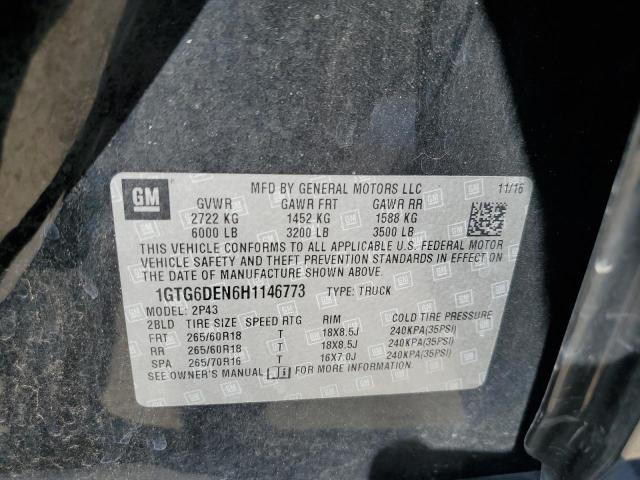 GM
MFD BY GENERAL MOTORS LLC 11/16
GVWR GAWR FRT GAWR RR
2722 KG 1452 KG 1588 KG
6000 LB 3200 LB 3500 LB
THIS VEHICLE CONFORMS TO ALL APPLICABLE U.S. FEDERAL MOTOR
VEHICLE SAFETY AND THEFT PREVENTION STANDARDS IN EFFECT ON
THE DATE OF MANUFACTURE SHOWN ABOVE.
1GTG6DEN6H1146773 TYPE: TRUCK
MODEL: 2P43
2BLD TIRE SIZE SPEED RTG RIM COLD TIRE PRESSURE
FRT 265/60R18 T 18X8.5J 240KPA(35PSI)
RR 265/60R18 T 18X8.5J 240KPA(35PSI)
SPA 265/70R16 T 16X7.0J 240KPA(35PSI)
SEE OWNER'S MANUAL FOR MORE INFORMATION.